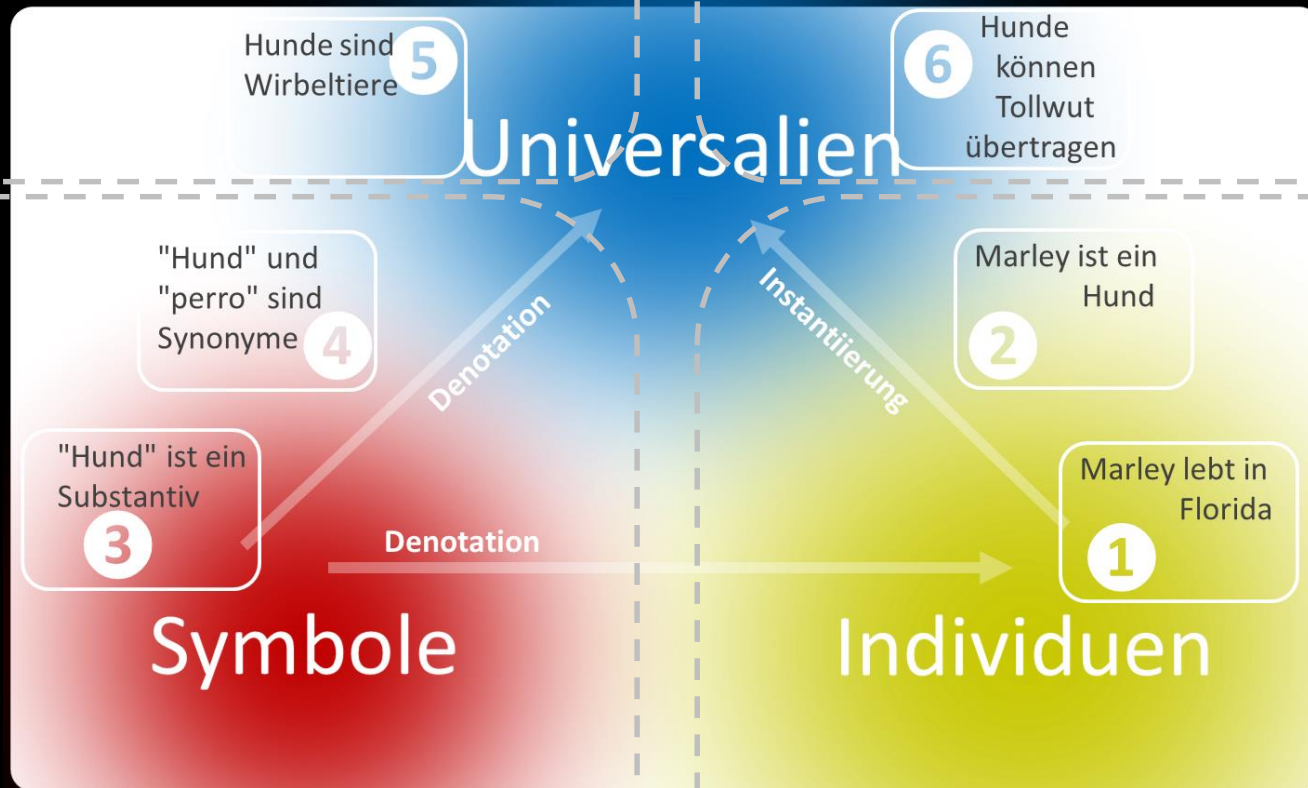 Hunde sind
Wirbeltiere
5
6
Hunde
können
Tollwut
übertragen
Universalien
"Hund" und
"perro" sind
Synonyme
4
Marley ist ein
Hund
2
Denotation
Instantiierung
"Hund" ist ein
Substantiv
3
Marley lebt in
Florida
1
Denotation
Symbole
Individuen